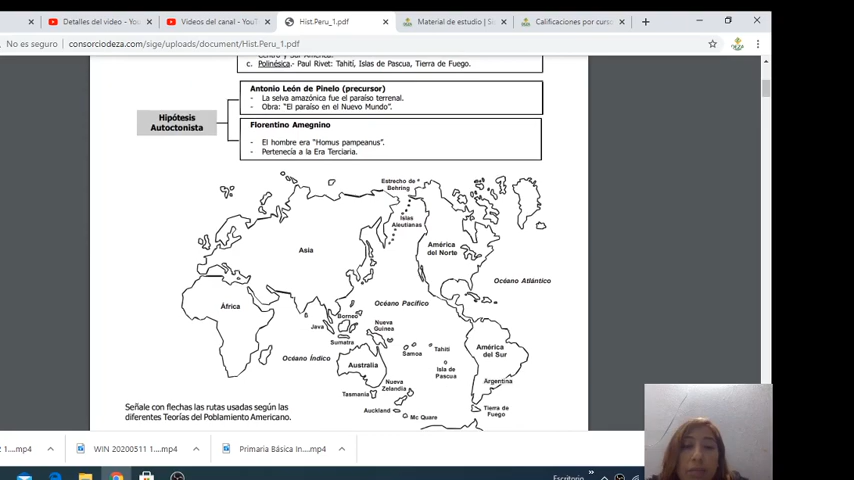 Detalles del video - YouT
Videos del canal - YouT
Hist.Peru_1.pdf
Material de estudio | Si
Calificaciones por curso
No es seguro | consorciodeza.com/sige/uploads/document/Hist.Peru_1.pdf
c. Polinésica.- Paul Rivet: Tahití, Islas de Pascua, Tierra de Fuego.
Antonio León de Pinelo (precursor)
- La selva amazónica fue el paraíso terrenal.
- Obra: "El paraíso en el Nuevo Mundo".
Hipótesis
Autoctonista
Florentino Amegnino
- El hombre era "Homus pampeanus".
- Pertenecía a la Era Terciaria.
Estrecho de
Behring
Islas
Aleutianas
Asia
América
del Norte
Océano Atlántico
África
Océano Pacífico
Borneo
Nueva
Guinea
Java
Sumatra
Océano Índico
Samoa
Tahití
América
del Sur
Australia
Isla de
Pascua
Nueva
Zelandia
Argentina
Tasmania
Auckland
Mc Quare
Tierra de
Fuego
Señale con flechas las rutas usadas según las
diferentes Teorías del Poblamiento Americano.
2 1....mp4
WIN 20200511 1....mp4
Primaria Básica In....mp4
Escritorio